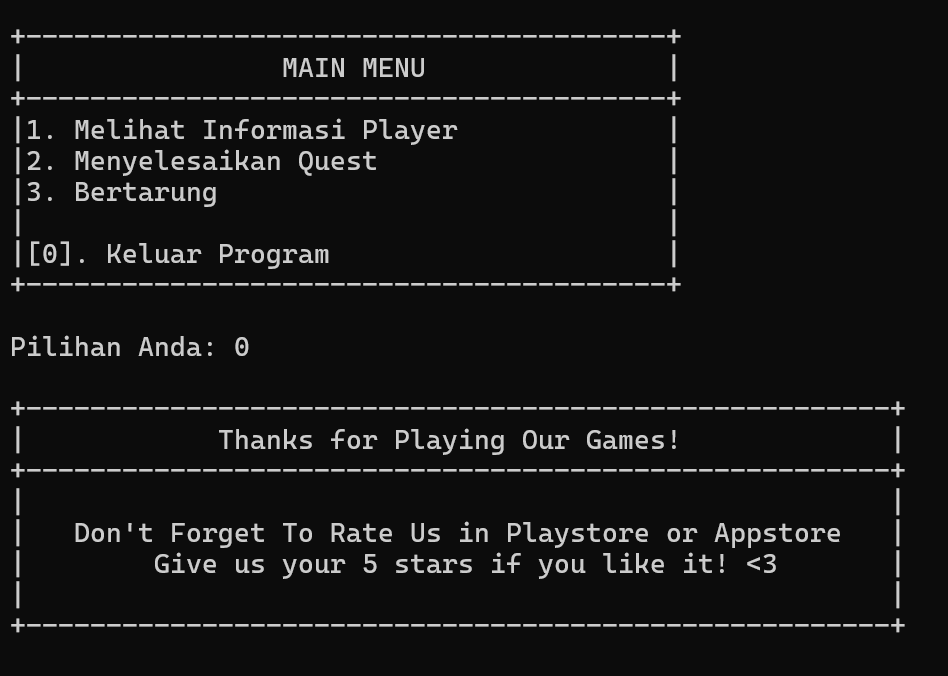 +----------------------------------------+
|                MAIN MENU               |
+----------------------------------------+
|1. Melihat Informasi Player             |
|2. Menyelesaikan Quest                  |
|3. Bertarung                            |
|                                        |
|[0]. Keluar Program                     |
+----------------------------------------+

Pilihan Anda: 0

+------------------------------------------------------+
|            Thanks for Playing Our Games!             |
+------------------------------------------------------+
|                                                      |
|   Don't Forget To Rate Us in Playstore or Appstore   |
|        Give us your 5 stars if you like it! <3       |
|                                                      |
+------------------------------------------------------+